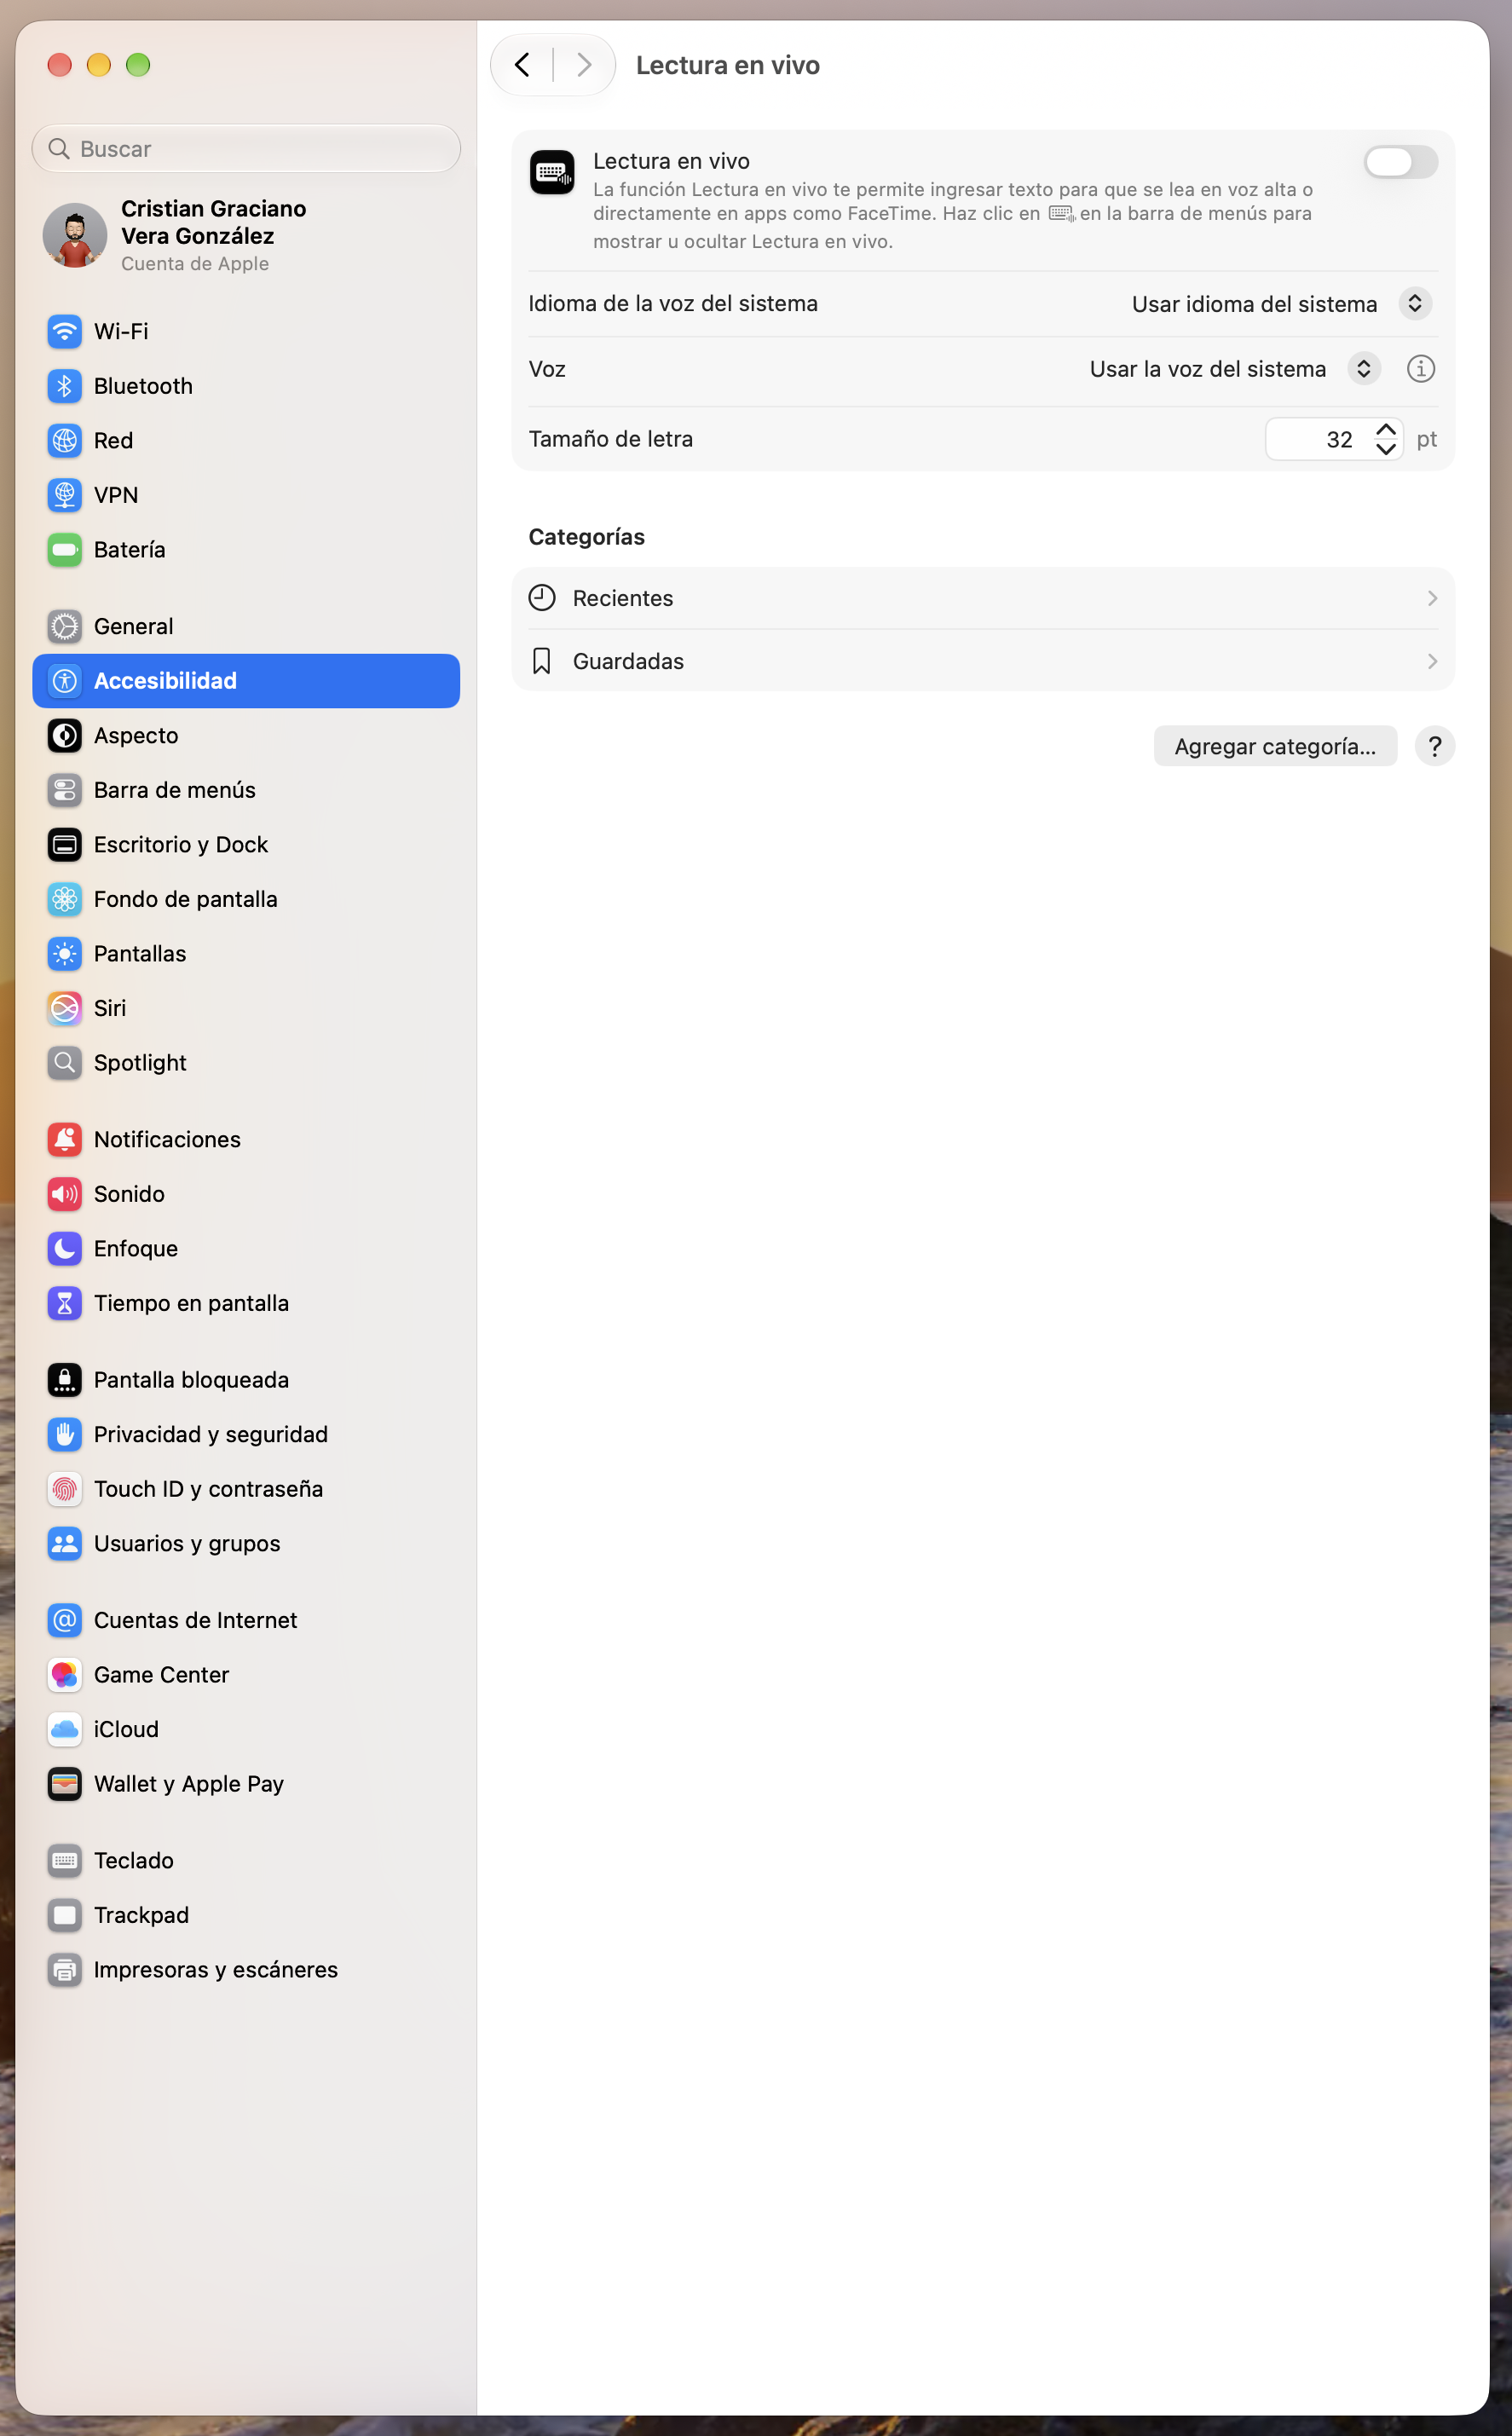 Buscar
Cristian Graciano
Vera González
Cuenta de Apple
Wi-Fi
Bluetooth
Red
VPN
Batería
General
Accesibilidad
Aspecto
Barra de menús
Escritorio y Dock
Fondo de pantalla
Pantallas
Siri
Spotlight
Notificaciones
Sonido
Enfoque
Tiempo en pantalla
Pantalla bloqueada
Privacidad y seguridad
Touch ID y contraseña
Usuarios y grupos
Cuentas de Internet
Game Center
iCloud
Wallet y Apple Pay
Teclado
Trackpad
Impresoras y escáneres
Lectura en vivo
Lectura en vivo
La función Lectura en vivo te permite ingresar texto para que se lea en voz alta o
directamente en apps como FaceTime. Haz clic en en la barra de menús para
mostrar u ocultar Lectura en vivo.
Idioma de la voz del sistema Usar idioma del sistema
Voz Usar la voz del sistema
Tamaño de letra 32 pt
Categorías
Recientes
Guardadas
Agregar categoría... ?